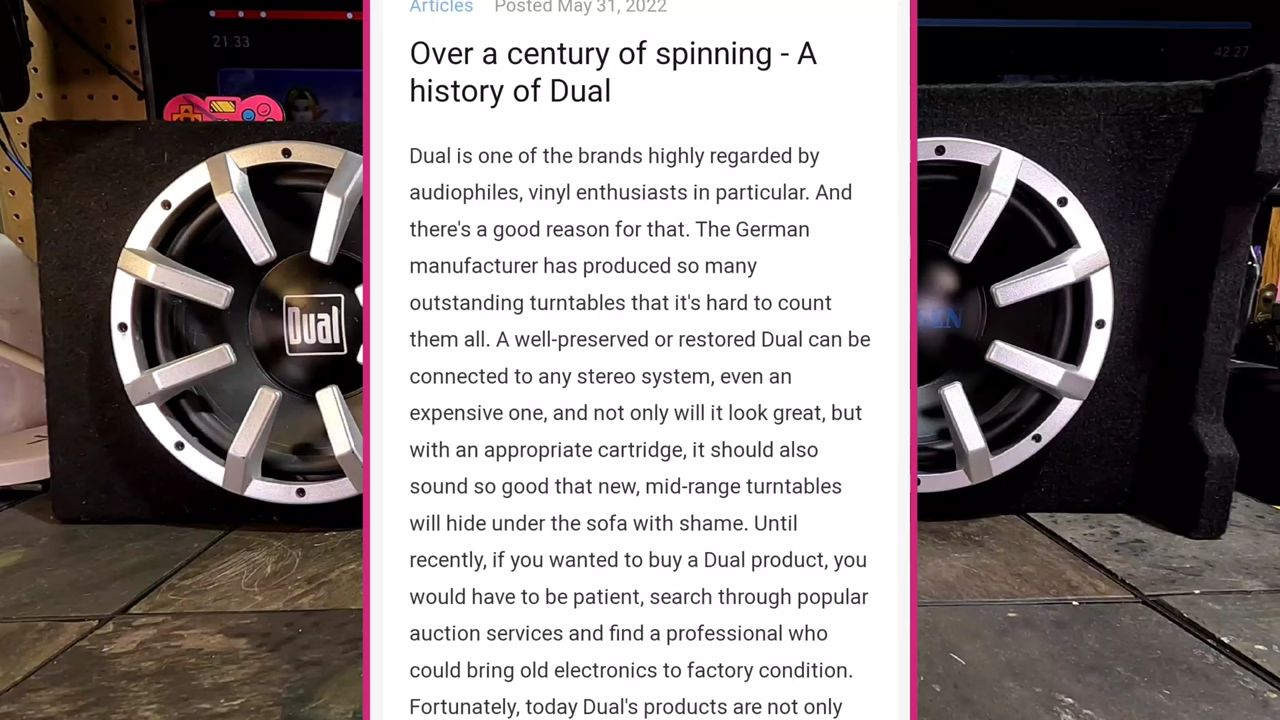 Articles Posted May 31, 2022
21.33
42:27
Over a century of spinning - A
history of Dual
Dual is one of the brands highly regarded by
audiophiles, vinyl enthusiasts in particular. And
there's a good reason for that. The German
manufacturer has produced so many
outstanding turntables that it's hard to count
them all. A well-preserved or restored Dual can be
connected to any stereo system, even an
expensive one, and not only will it look great, but
with an appropriate cartridge, it should also
sound so good that new, mid-range turntables
will hide under the sofa with shame. Until
recently, if you wanted to buy a Dual product, you
would have to be patient, search through popular
auction services and find a professional who
could bring old electronics to factory condition.
Fortunately, today Dual's products are not only
Dual